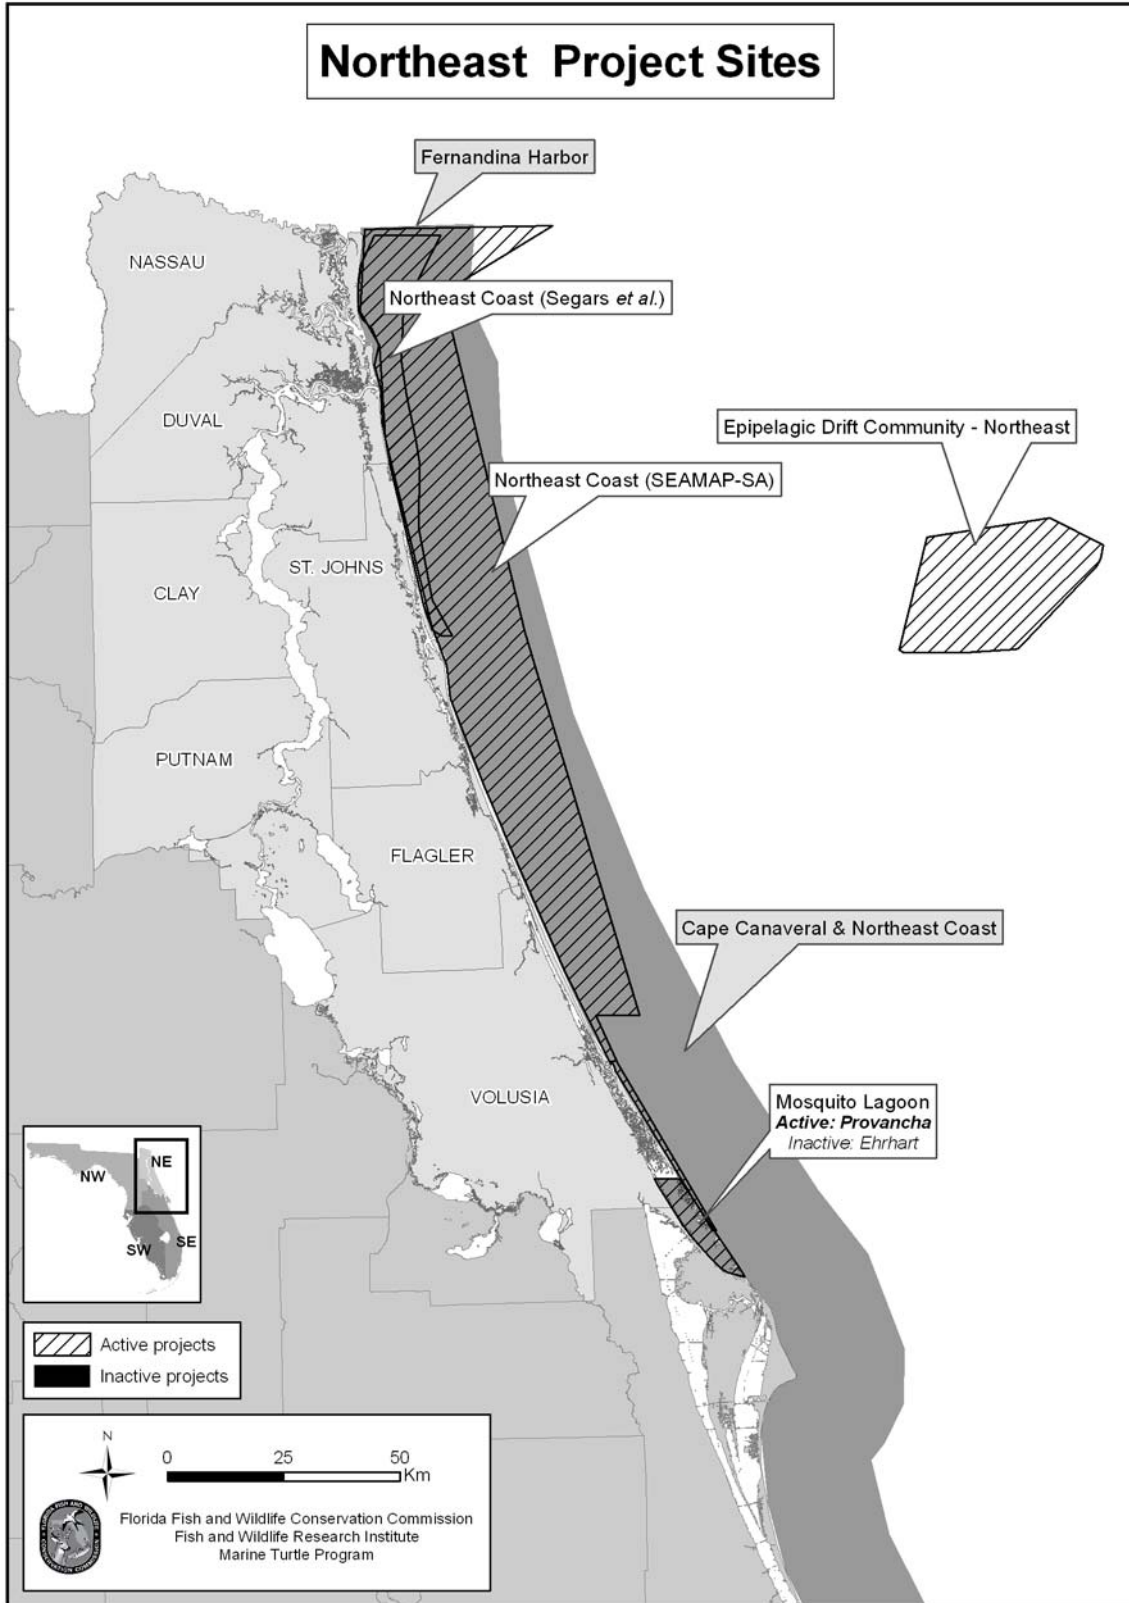 Northeast Project Sites
Fernandina Harbor
NASSAU
Northeast Coast (Segars et al.)
DUVAL
Epipelagic Drift Community - Northeast
Northeast Coast (SEAMAP-SA)
ST. JOHNS
CLAY
PUTNAM
FLAGLER
Cape Canaveral & Northeast Coast
VOLUSIA
Mosquito Lagoon
Active: Provancha
Inactive: Ehrhart
NW
NE
SW
SE
Active projects
Inactive projects
N
0 25 50
Km
Florida Fish and Wildlife Conservation Commission
Fish and Wildlife Research Institute
Marine Turtle Program